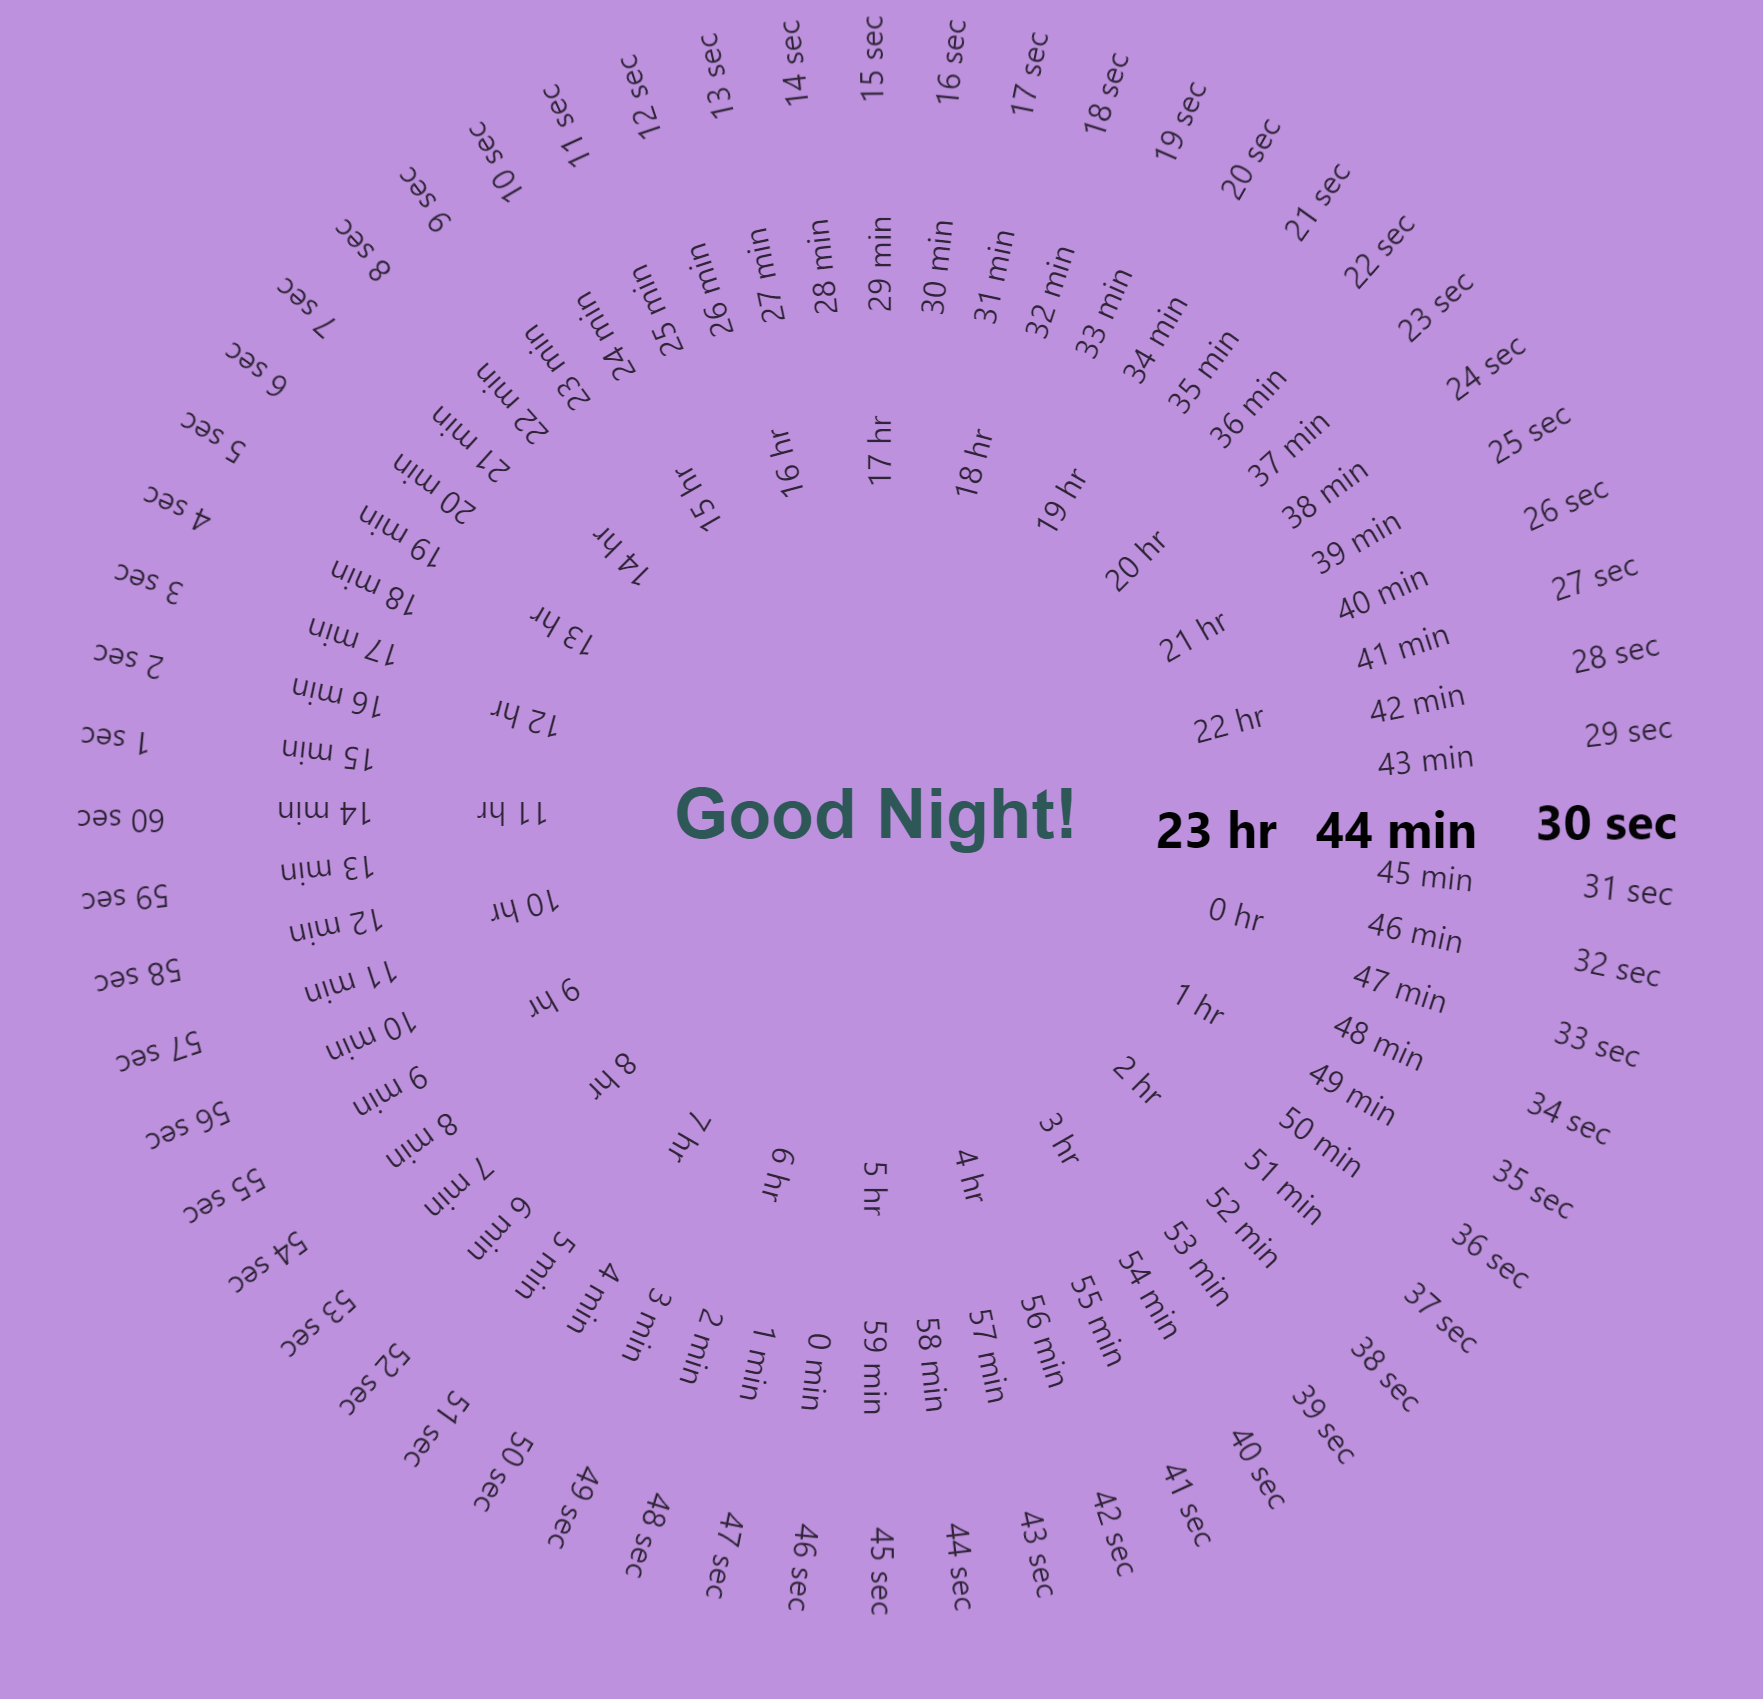 Good Night!
23 hr 44 min 30 sec
0 hr
1 hr
2 hr
3 hr
4 hr
5 hr
6 hr
7 hr
8 hr
9 hr
10 hr
11 hr
12 hr
13 hr
14 hr
15 hr
16 hr
17 hr
18 hr
19 hr
20 hr
21 hr
22 hr
45 min
46 min
47 min
48 min
49 min
50 min
51 min
52 min
53 min
54 min
55 min
56 min
57 min
58 min
59 min
0 min
1 min
2 min
3 min
4 min
5 min
6 min
7 min
8 min
9 min
10 min
11 min
12 min
13 min
14 min
15 min
16 min
17 min
18 min
19 min
20 min
21 min
22 min
23 min
24 min
25 min
26 min
27 min
28 min
29 min
30 min
31 min
32 min
33 min
34 min
35 min
36 min
37 min
38 min
39 min
40 min
41 min
42 min
43 min
31 sec
32 sec
33 sec
34 sec
35 sec
36 sec
37 sec
38 sec
39 sec
40 sec
41 sec
42 sec
43 sec
44 sec
45 sec
46 sec
47 sec
48 sec
49 sec
50 sec
51 sec
52 sec
53 sec
54 sec
55 sec
56 sec
57 sec
58 sec
59 sec
60 sec
1 sec
2 sec
3 sec
4 sec
5 sec
6 sec
7 sec
8 sec
9 sec
10 sec
11 sec
12 sec
13 sec
14 sec
15 sec
16 sec
17 sec
18 sec
19 sec
20 sec
21 sec
22 sec
23 sec
24 sec
25 sec
26 sec
27 sec
28 sec
29 sec